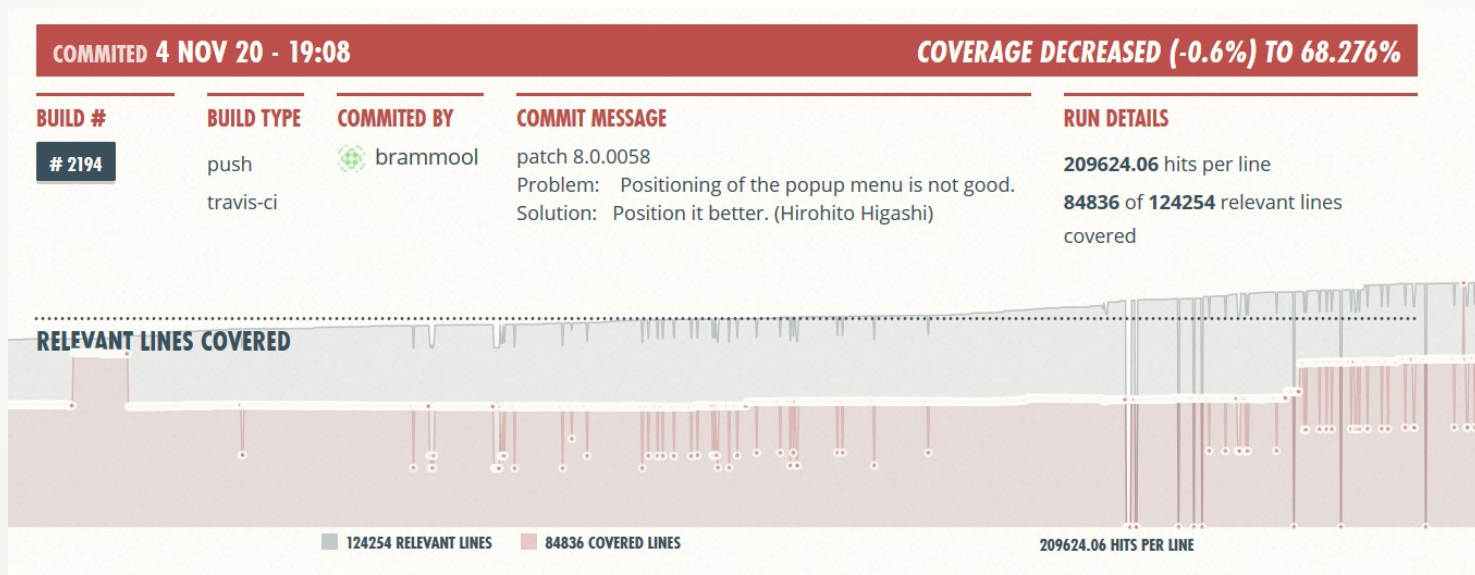 COMMITED 4 NOV 20 - 19:08
COVERAGE DECREASED (-0.6%) TO 68.276%
BUILD #
# 2194
BUILD TYPE
push
travis-ci
COMMITED BY
brammool
COMMIT MESSAGE
patch 8.0.0058
Problem: Positioning of the popup menu is not good.
Solution: Position it better. (Hirohito Higashi)
RUN DETAILS
209624.06 hits per line
84836 of 124254 relevant lines
covered
RELEVANT LINES COVERED
124254 RELEVANT LINES
84836 COVERED LINES
209624.06 HITS PER LINE